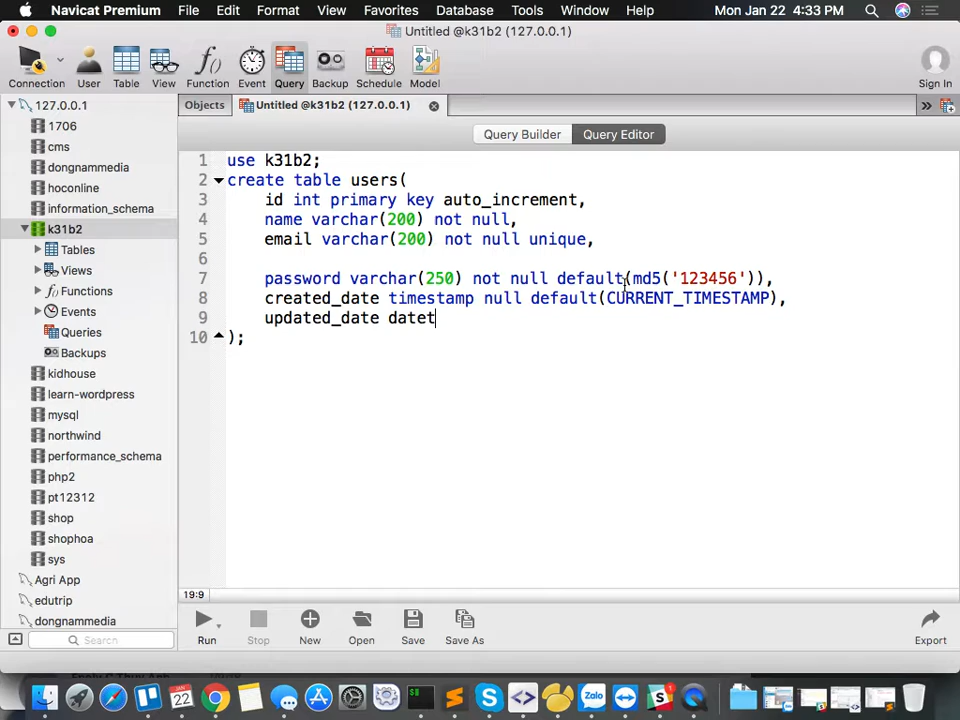 Navicat Premium File Edit Format View Favorites Database Tools Window Help Mon Jan 22 4:33 PM
Untitled @k31b2 (127.0.0.1)
Connection User Table View Function Event Query Backup Schedule Model Sign In
127.0.0.1
Objects Untitled @k31b2 (127.0.0.1)
1706
cms
dongnammedia
hoconline
information_schema
k31b2
Tables
Views
Functions
Events
Queries
Backups
kidhouse
learn-wordpress
mysql
northwind
performance_schema
php2
pt12312
shop
shophoa
sys
Agri App
edutrip
dongnammedia
Search
Query Builder Query Editor
1 use k31b2;
2 create table users(
3 id int primary key auto_increment,
4 name varchar(200) not null,
5 email varchar(200) not null unique,
6
7 password varchar(250) not null default(md5('123456')),
8 created_date timestamp null default(CURRENT_TIMESTAMP),
9 updated_date datet
10 );
19:9
Run Stop New Open Save Save As Export
JAN
22
Zalo